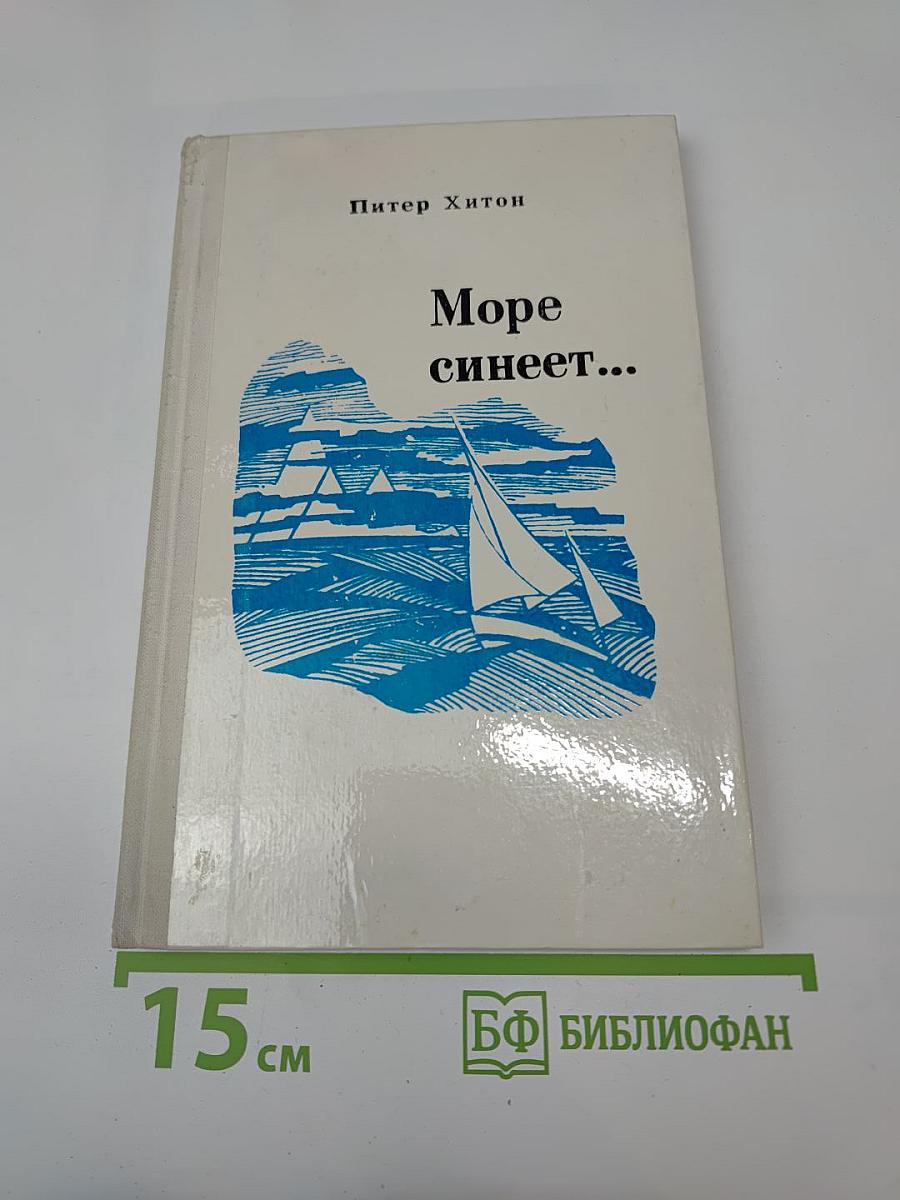 Питер Хитон
Море
синеет...
15 см
БФ БИБЛИОФАН